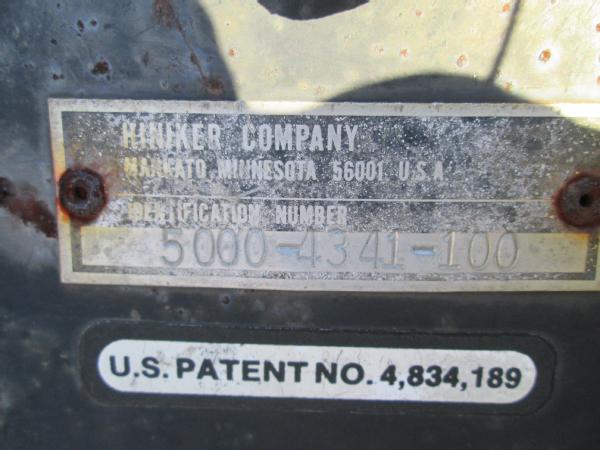 HINIKER COMPANY
MANKATO, MINNESOTA 56001 U.S.A.
IDENTIFICATION NUMBER
5000-4341-100
U.S. PATENT NO. 4,834,189